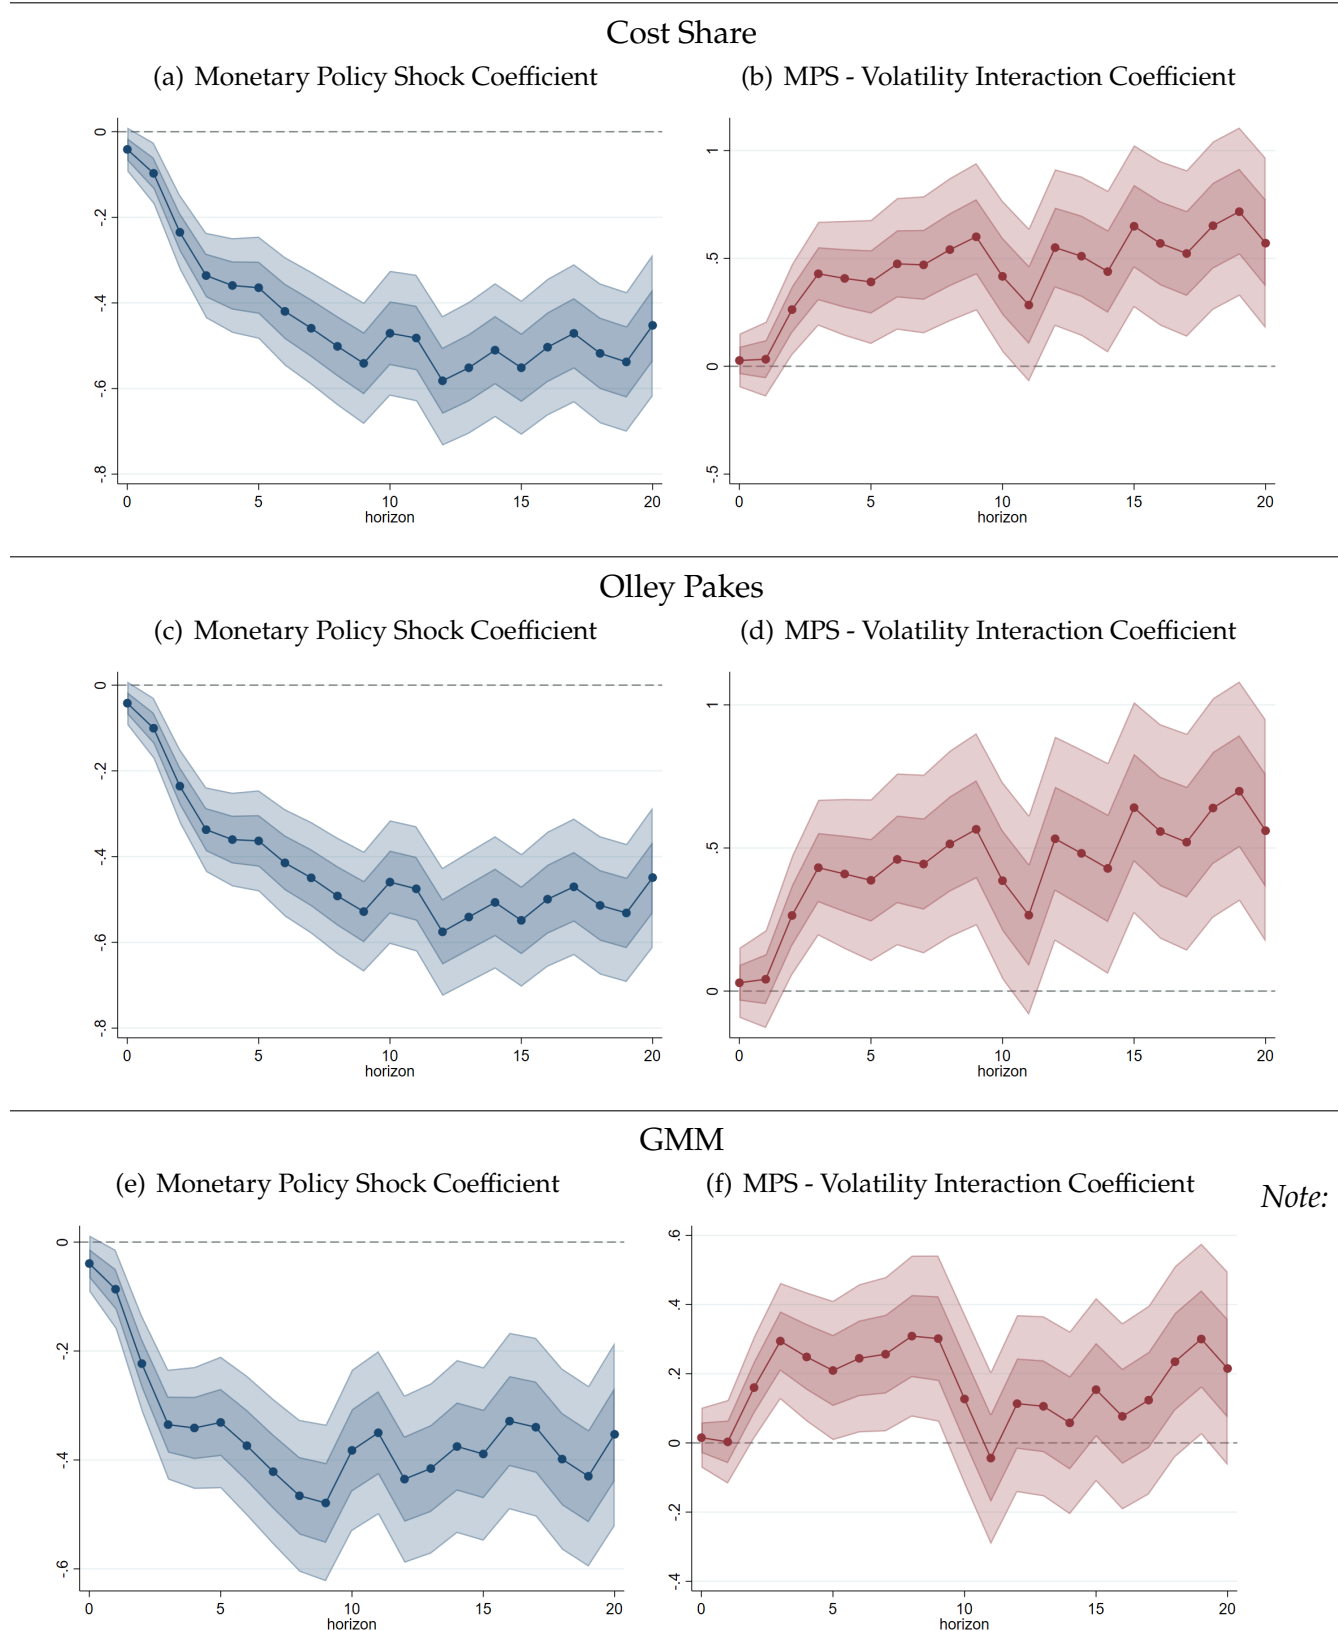 Cost Share
(a) Monetary Policy Shock Coefficient
(b) MPS - Volatility Interaction Coefficient
0
-.2
-.4
-.6
-.8
0 5 10 15 20
horizon
1
.5
0
-.5
0 5 10 15 20
horizon
Olley Pakes
(c) Monetary Policy Shock Coefficient
(d) MPS - Volatility Interaction Coefficient
0
-.2
-.4
-.6
-.8
0 5 10 15 20
horizon
1
.5
0
0 5 10 15 20
horizon
GMM
(e) Monetary Policy Shock Coefficient
(f) MPS - Volatility Interaction Coefficient
Note:
0
-.2
-.4
-.6
0 5 10 15 20
horizon
.6
.4
.2
0
-.2
-.4
0 5 10 15 20
horizon